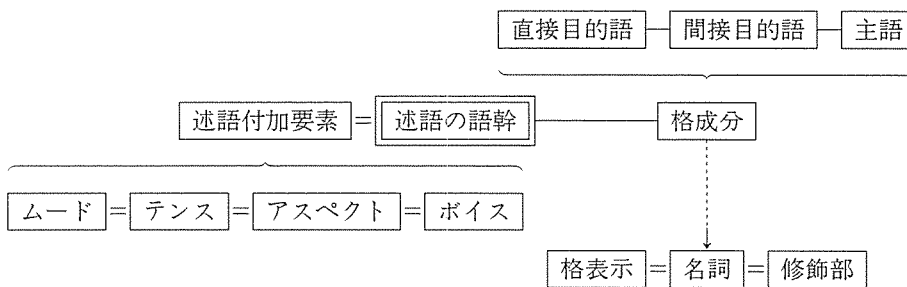 直接目的語 間接目的語 主語
述語付加要素 = 述語の語幹 格成分
ムード = テンス = アスペクト = ボイス
格表示 = 名詞 = 修飾部